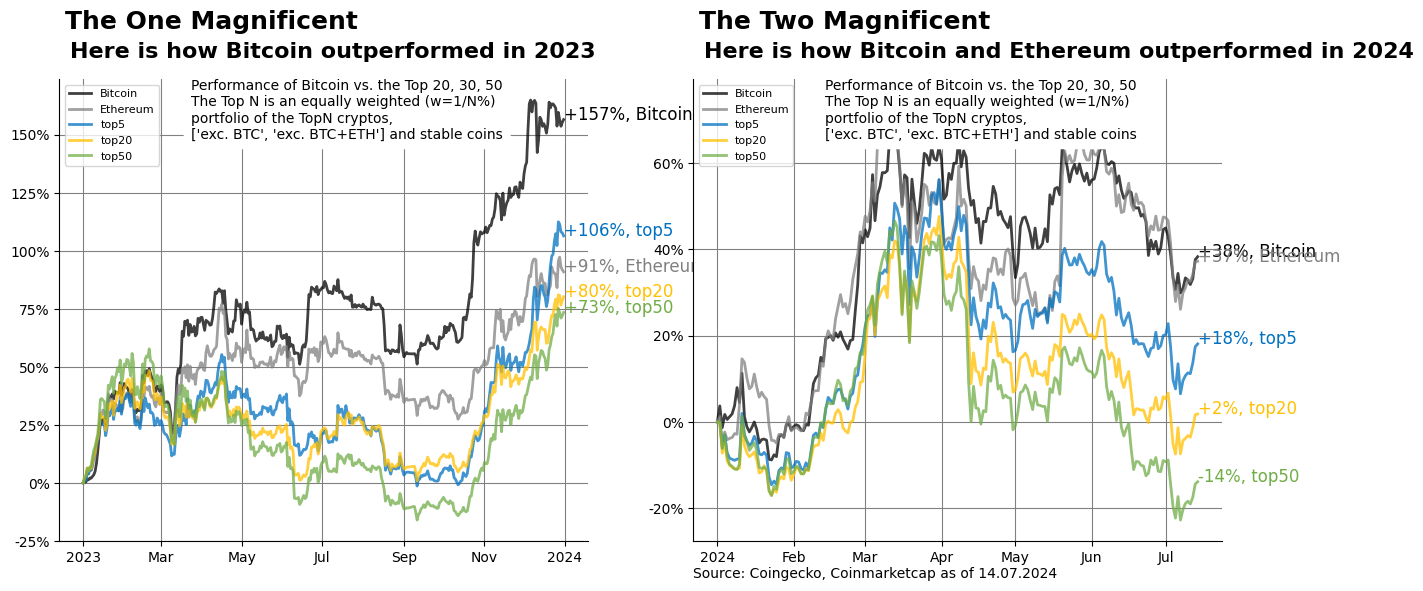 The One Magnificent
Here is how Bitcoin outperformed in 2023
Bitcoin
Ethereum
top5
top20
top50
Performance of Bitcoin vs. the Top 20, 30, 50
The Top N is an equally weighted (w=1/N%)
portfolio of the TopN cryptos,
['exc. BTC', 'exc. BTC+ETH'] and stable coins
150%
125%
100%
75%
50%
25%
0%
-25%
+157%, Bitcoin
+106%, top5
+91%,
+80%, top20
+73%, top50
2023
Mar
May
Jul
Sep
Nov
2024
The Two Magnificent
Here is how Bitcoin and Ethereum outperformed in 2024
Bitcoin
Ethereum
top5
top20
top50
Performance of Bitcoin vs. the Top 20, 30, 50
The Top N is an equally weighted (w=1/N%)
portfolio of the TopN cryptos,
['exc. BTC', 'exc. BTC+ETH'] and stable coins
60%
40%
20%
0%
-20%
+38%, Bitcoin
+37%, Ethereum
+18%, top5
+2%, top20
-14%, top50
2024
Feb
Mar
Apr
May
Jun
Jul
Source: Coingecko, Coinmarketcap as of 14.07.2024